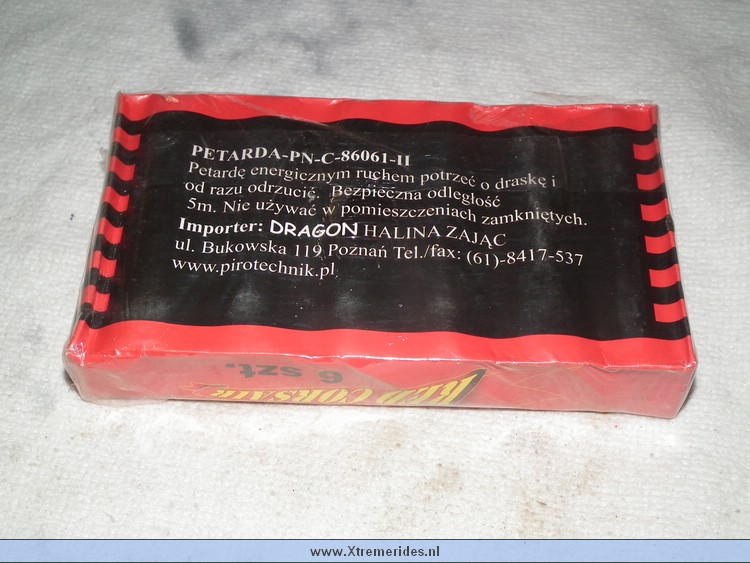 PETARDA-PN-C-86061-II
Petardę energicznym ruchem potrzeć o draskę i
od razu odrzucić. Bezpieczna odległość
5m. Nie używać w pomieszczeniach zamkniętych.
Importer: DRAGON HALINA ZAJĄC
ul. Bukowska 119 Poznań Tel./fax: (61)-8417-537
www.pirotechnik.pl
6 szt.
RED CORSAIR
www.Xtremerides.nl